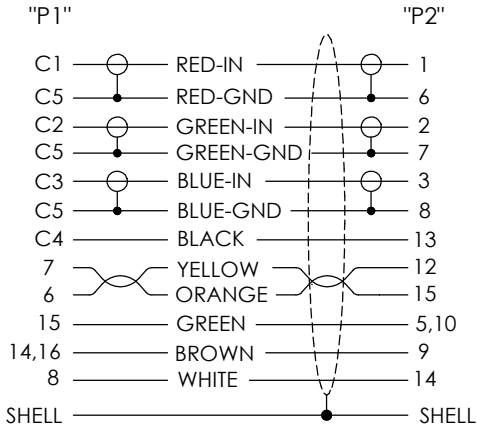 "P1" "P2"
C1 RED-IN 1
C5 RED-GND 6
C2 GREEN-IN 2
C5 GREEN-GND 7
C3 BLUE-IN 3
C5 BLUE-GND 8
C4 BLACK 13
7 YELLOW 12
6 ORANGE 15
15 GREEN 5,10
14,16 BROWN 9
8 WHITE 14
SHELL SHELL